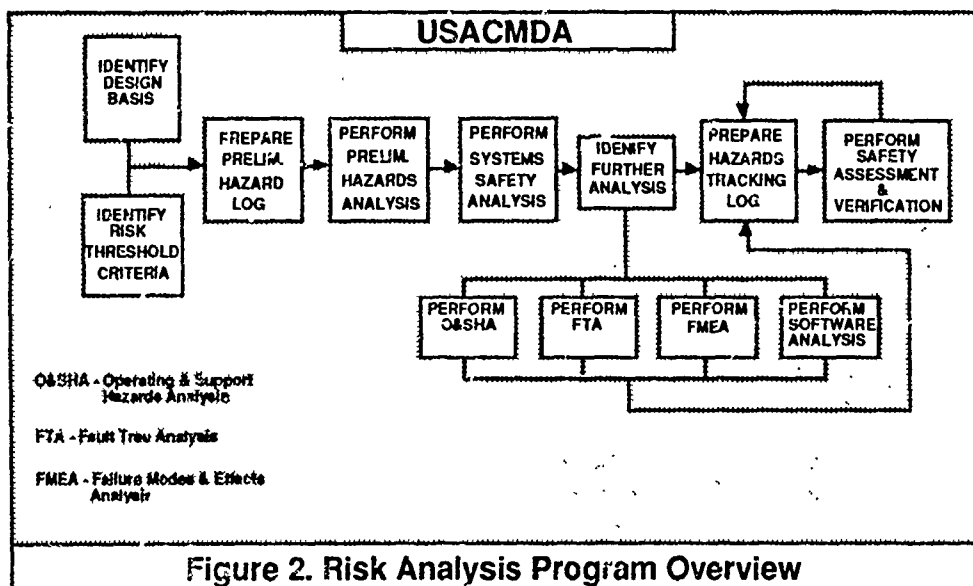 USACMDA
IDENTIFY
DESIGN
BASIS
IDENTIFY
RISK
THRESHOLD
CRITERIA
PREPARE
PRELIM.
HAZARD
LOG
PERFORM
PRELIM.
HAZARDS
ANALYSIS
PERFORM
SYSTEMS
SAFETY
ANALYSIS
IDENIFY
FURTHER
ANALYSIS
PREPARE
HAZARDS
TRACKING
LOG
PERFORM
SAFETY
ASSESSMENT
&
VERIFICATION
PERFORM
O&SHA
PERFORM
FTA
PERFORM
FMEA
PERFORM
SOFTWARE
ANALYSIS
O&SHA - Operating & Support
Hazards Analysis
FTA - Fault Tree Analysis
FMEA - Failure Modes & Effects
Analysis
Figure 2. Risk Analysis Program Overview